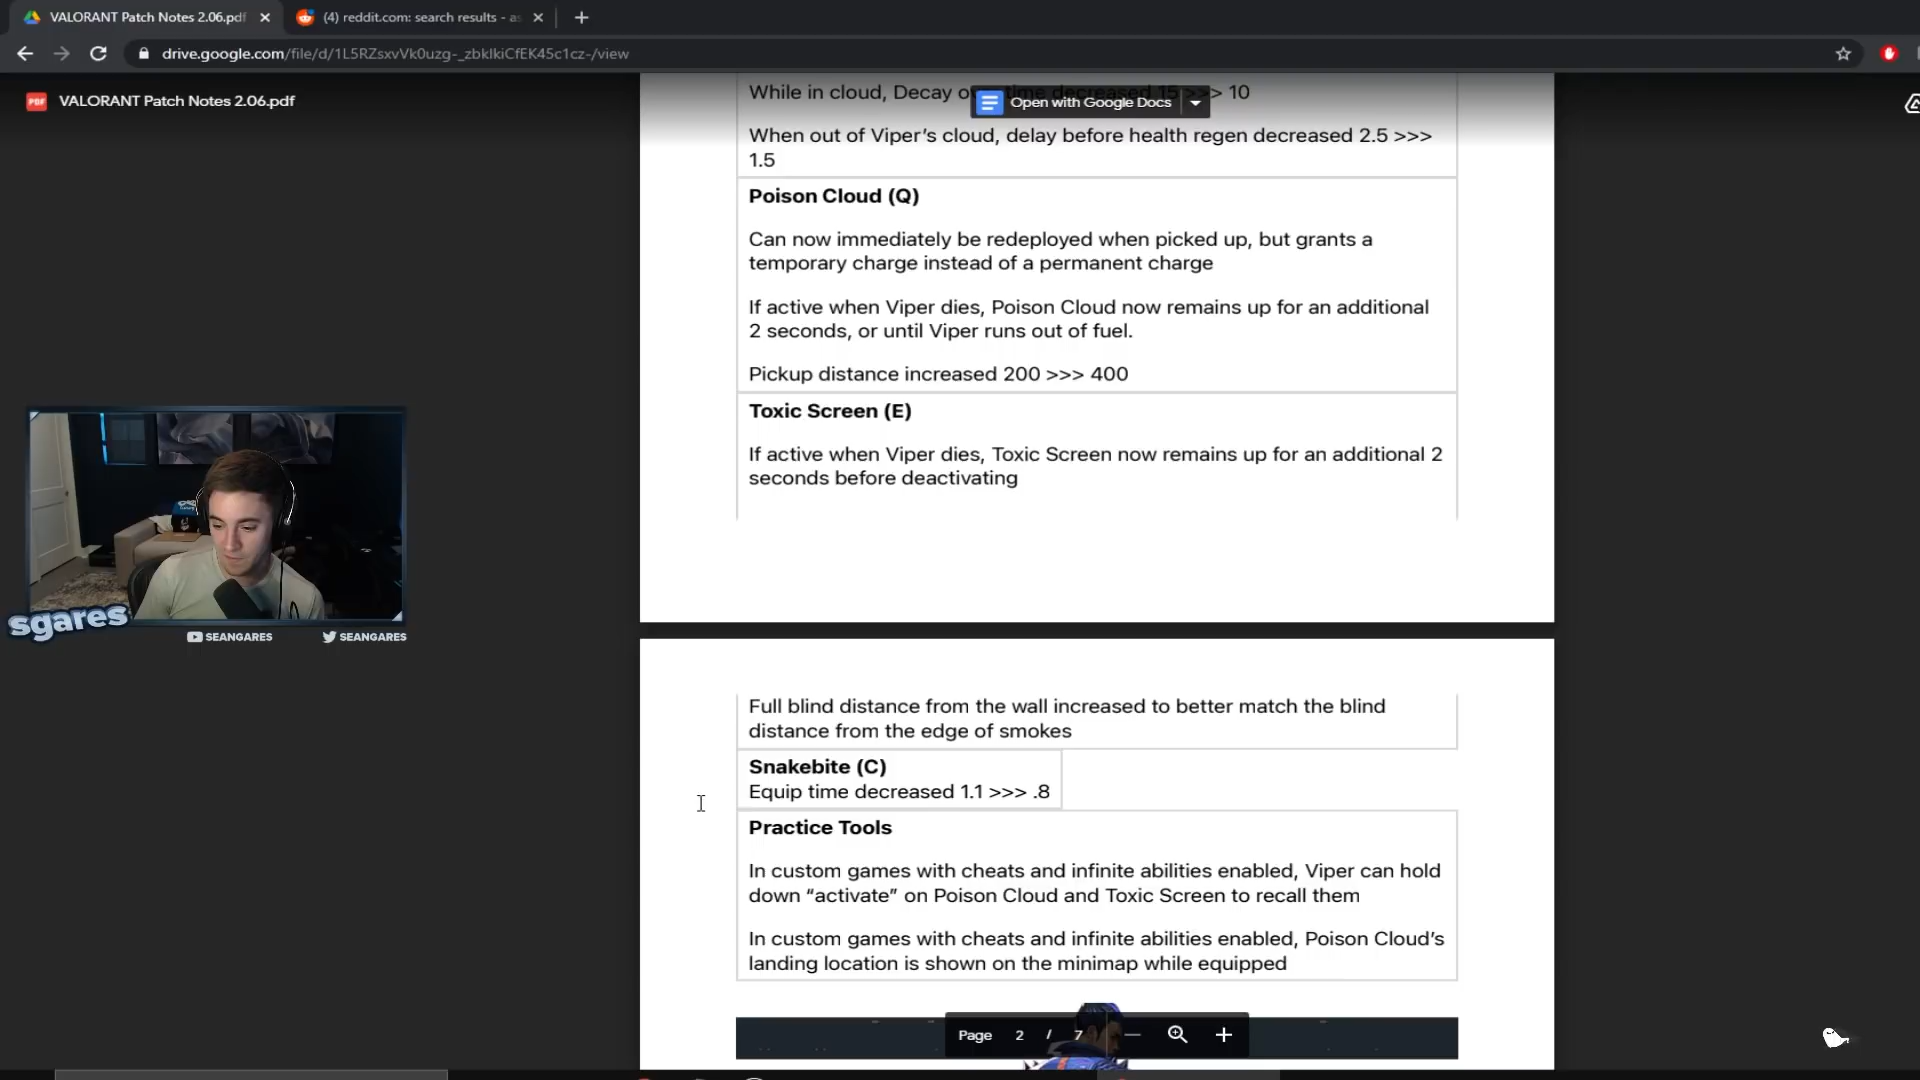 VALORANT Patch Notes 2.06.pdf
(4) reddit.com: search results - as
drive.google.com/file/d/1L5RZsxvVk0uzg-_zbklkiCfEK45c1cz-/view
PDF
VALORANT Patch Notes 2.06.pdf
Open with Google Docs
While in cloud, Decay over time decreased 15 >>> 10
When out of Viper's cloud, delay before health regen decreased 2.5 >>>
1.5
Poison Cloud (Q)
Can now immediately be redeployed when picked up, but grants a
temporary charge instead of a permanent charge
If active when Viper dies, Poison Cloud now remains up for an additional
2 seconds, or until Viper runs out of fuel.
Pickup distance increased 200 >>> 400
Toxic Screen (E)
If active when Viper dies, Toxic Screen now remains up for an additional 2
seconds before deactivating
sgares
SEANGARES
SEANGARES
Full blind distance from the wall increased to better match the blind
distance from the edge of smokes
Snakebite (C)
Equip time decreased 1.1 >>> .8
Practice Tools
In custom games with cheats and infinite abilities enabled, Viper can hold
down “activate” on Poison Cloud and Toxic Screen to recall them
In custom games with cheats and infinite abilities enabled, Poison Cloud's
landing location is shown on the minimap while equipped
Page 2 / 7